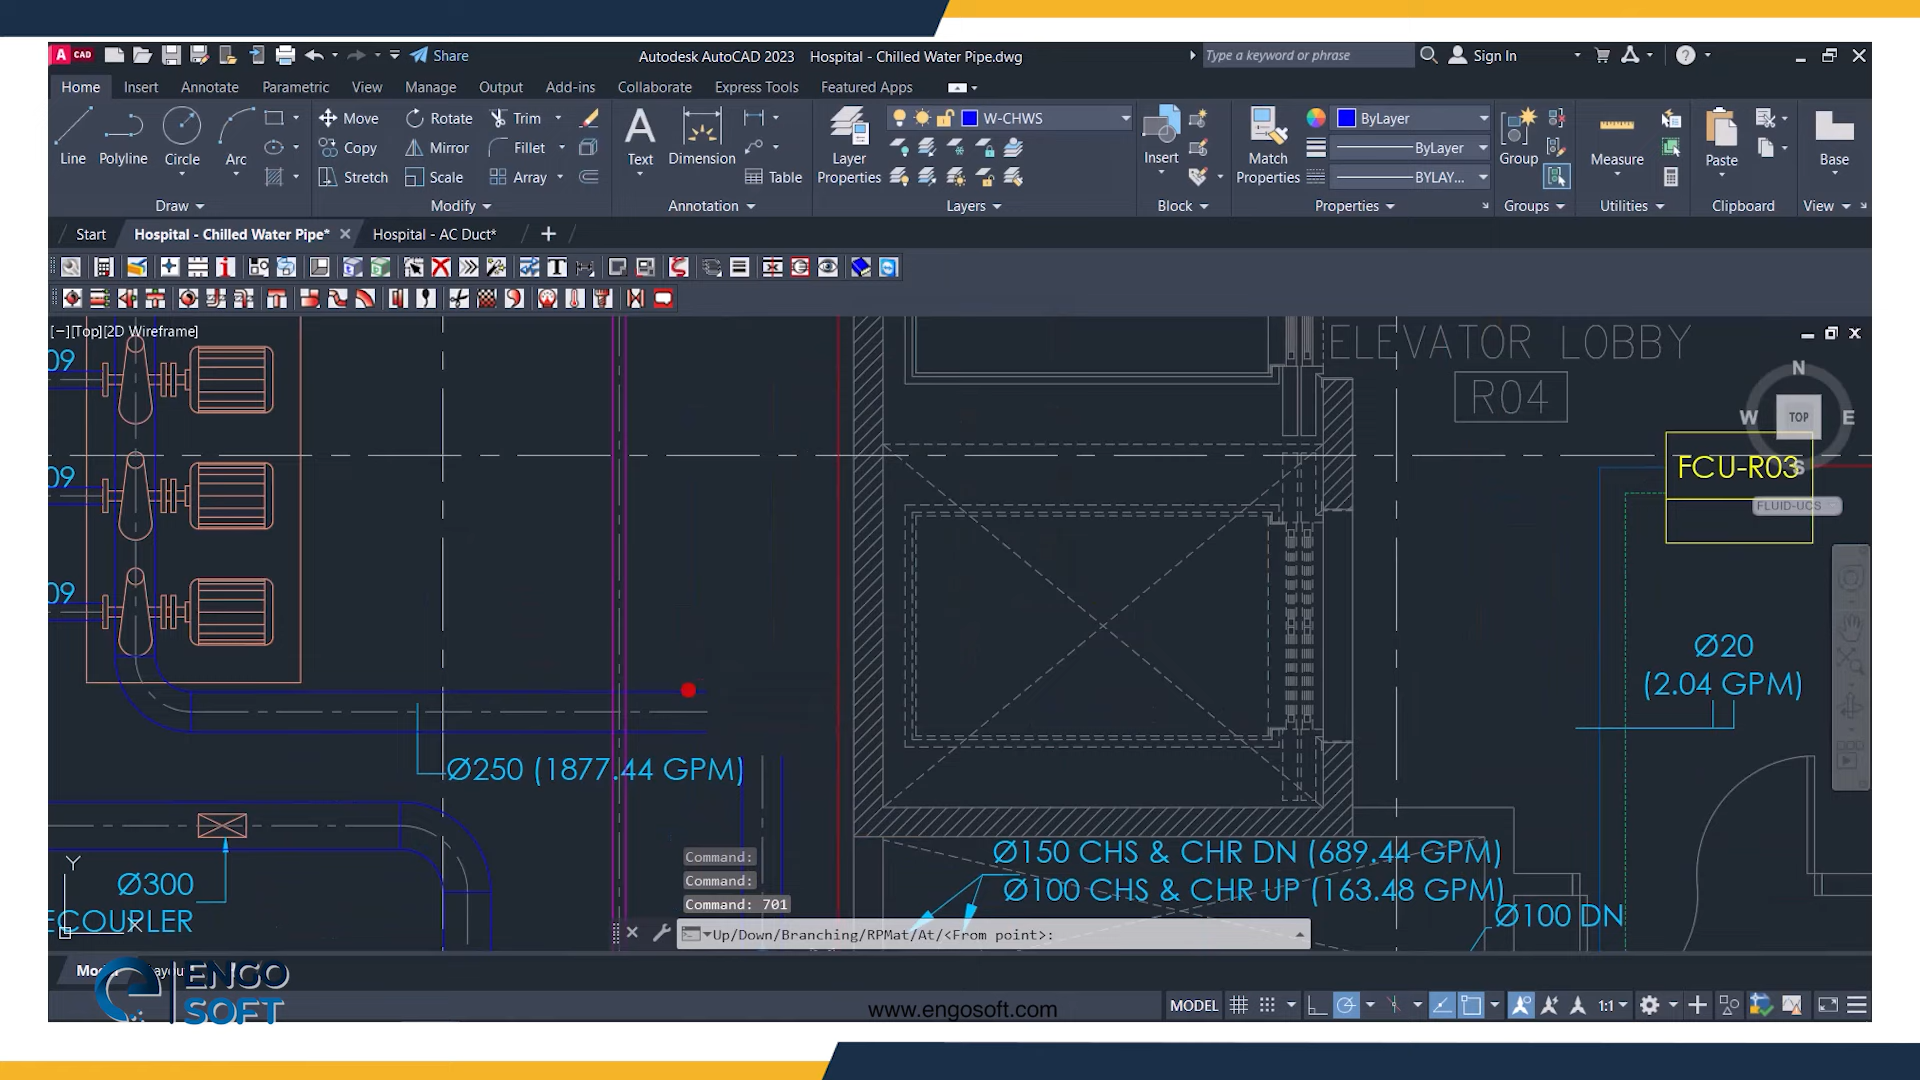 A CAD
Share
Autodesk AutoCAD 2023 Hospital - Chilled Water Pipe.dwg
Type a keyword or phrase
Sign In
Home Insert Annotate Parametric View Manage Output Add-ins Collaborate Express Tools Featured Apps
Line Polyline Circle Arc
Move Rotate Trim
Copy Mirror Fillet
Stretch Scale Array
Text Dimension
Table
Layer Properties
W-CHWS
Insert
Match Properties
ByLayer
ByLayer
BYLAY...
Group
Measure
Paste
Base
Draw Modify Annotation Layers Block Properties Groups Utilities Clipboard View
Start Hospital - Chilled Water Pipe* Hospital - AC Duct*
[−][Top][2D Wireframe]
ELEVATOR LOBBY
R04
N
W TOP E
S
FCU-R03
FLUID-UCS
09
09
09
Ø20
(2.04 GPM)
Ø250 (1877.44 GPM)
Ø150 CHS & CHR DN (689.44 GPM)
Ø100 CHS & CHR UP (163.48 GPM)
Ø100 DN
Ø300
ECOUPLER
Y
X
Command:
Command:
Command: 701
Up/Down/Branching/RPMat/At/<From point>:
ENGO
SOFT
www.engosoft.com
MODEL
1:1